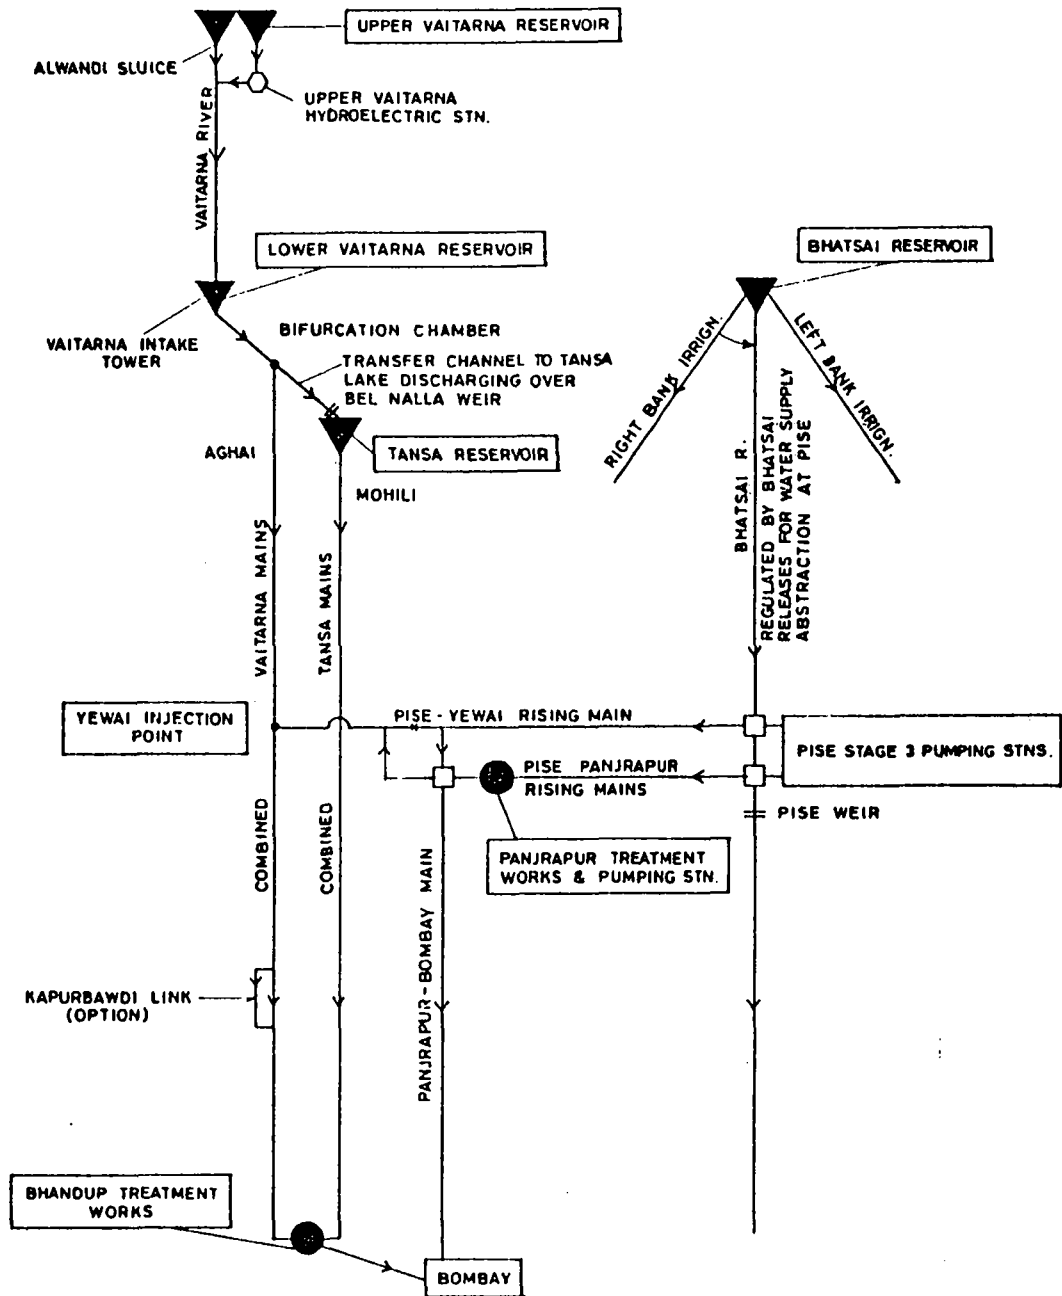 UPPER VAITARNA RESERVOIR
ALWANDI SLUICE
UPPER VAITARNA
HYDROELECTRIC STN.
VAITARNA RIVER
LOWER VAITARNA RESERVOIR
BHATSAI RESERVOIR
VAITARNA INTAKE
TOWER
BIFURCATION CHAMBER
TRANSFER CHANNEL TO TANSA
LAKE DISCHARGING OVER
BEL NALLA WEIR
RIGHT BANK IRRIGN.
LEFT BANK IRRIGN.
AGHAI
TANSA RESERVOIR
MOHILI
BHATSAI R.
REGULATED BY BHATSAI
RELEASES FOR WATER SUPPLY
ABSTRACTION AT PISE
VAITARNA MAINS
TANSA MAINS
YEWAI INJECTION
POINT
PISE-YEWAI RISING MAIN
PISE STAGE 3 PUMPING STNS.
PISE PANJRAPUR
RISING MAINS
PISE WEIR
COMBINED
COMBINED
PANJRAPUR TREATMENT
WORKS & PUMPING STN.
PANJRAPUR-BOMBAY MAIN
KAPURBAWDI LINK
(OPTION)
BHANDUP TREATMENT
WORKS
BOMBAY